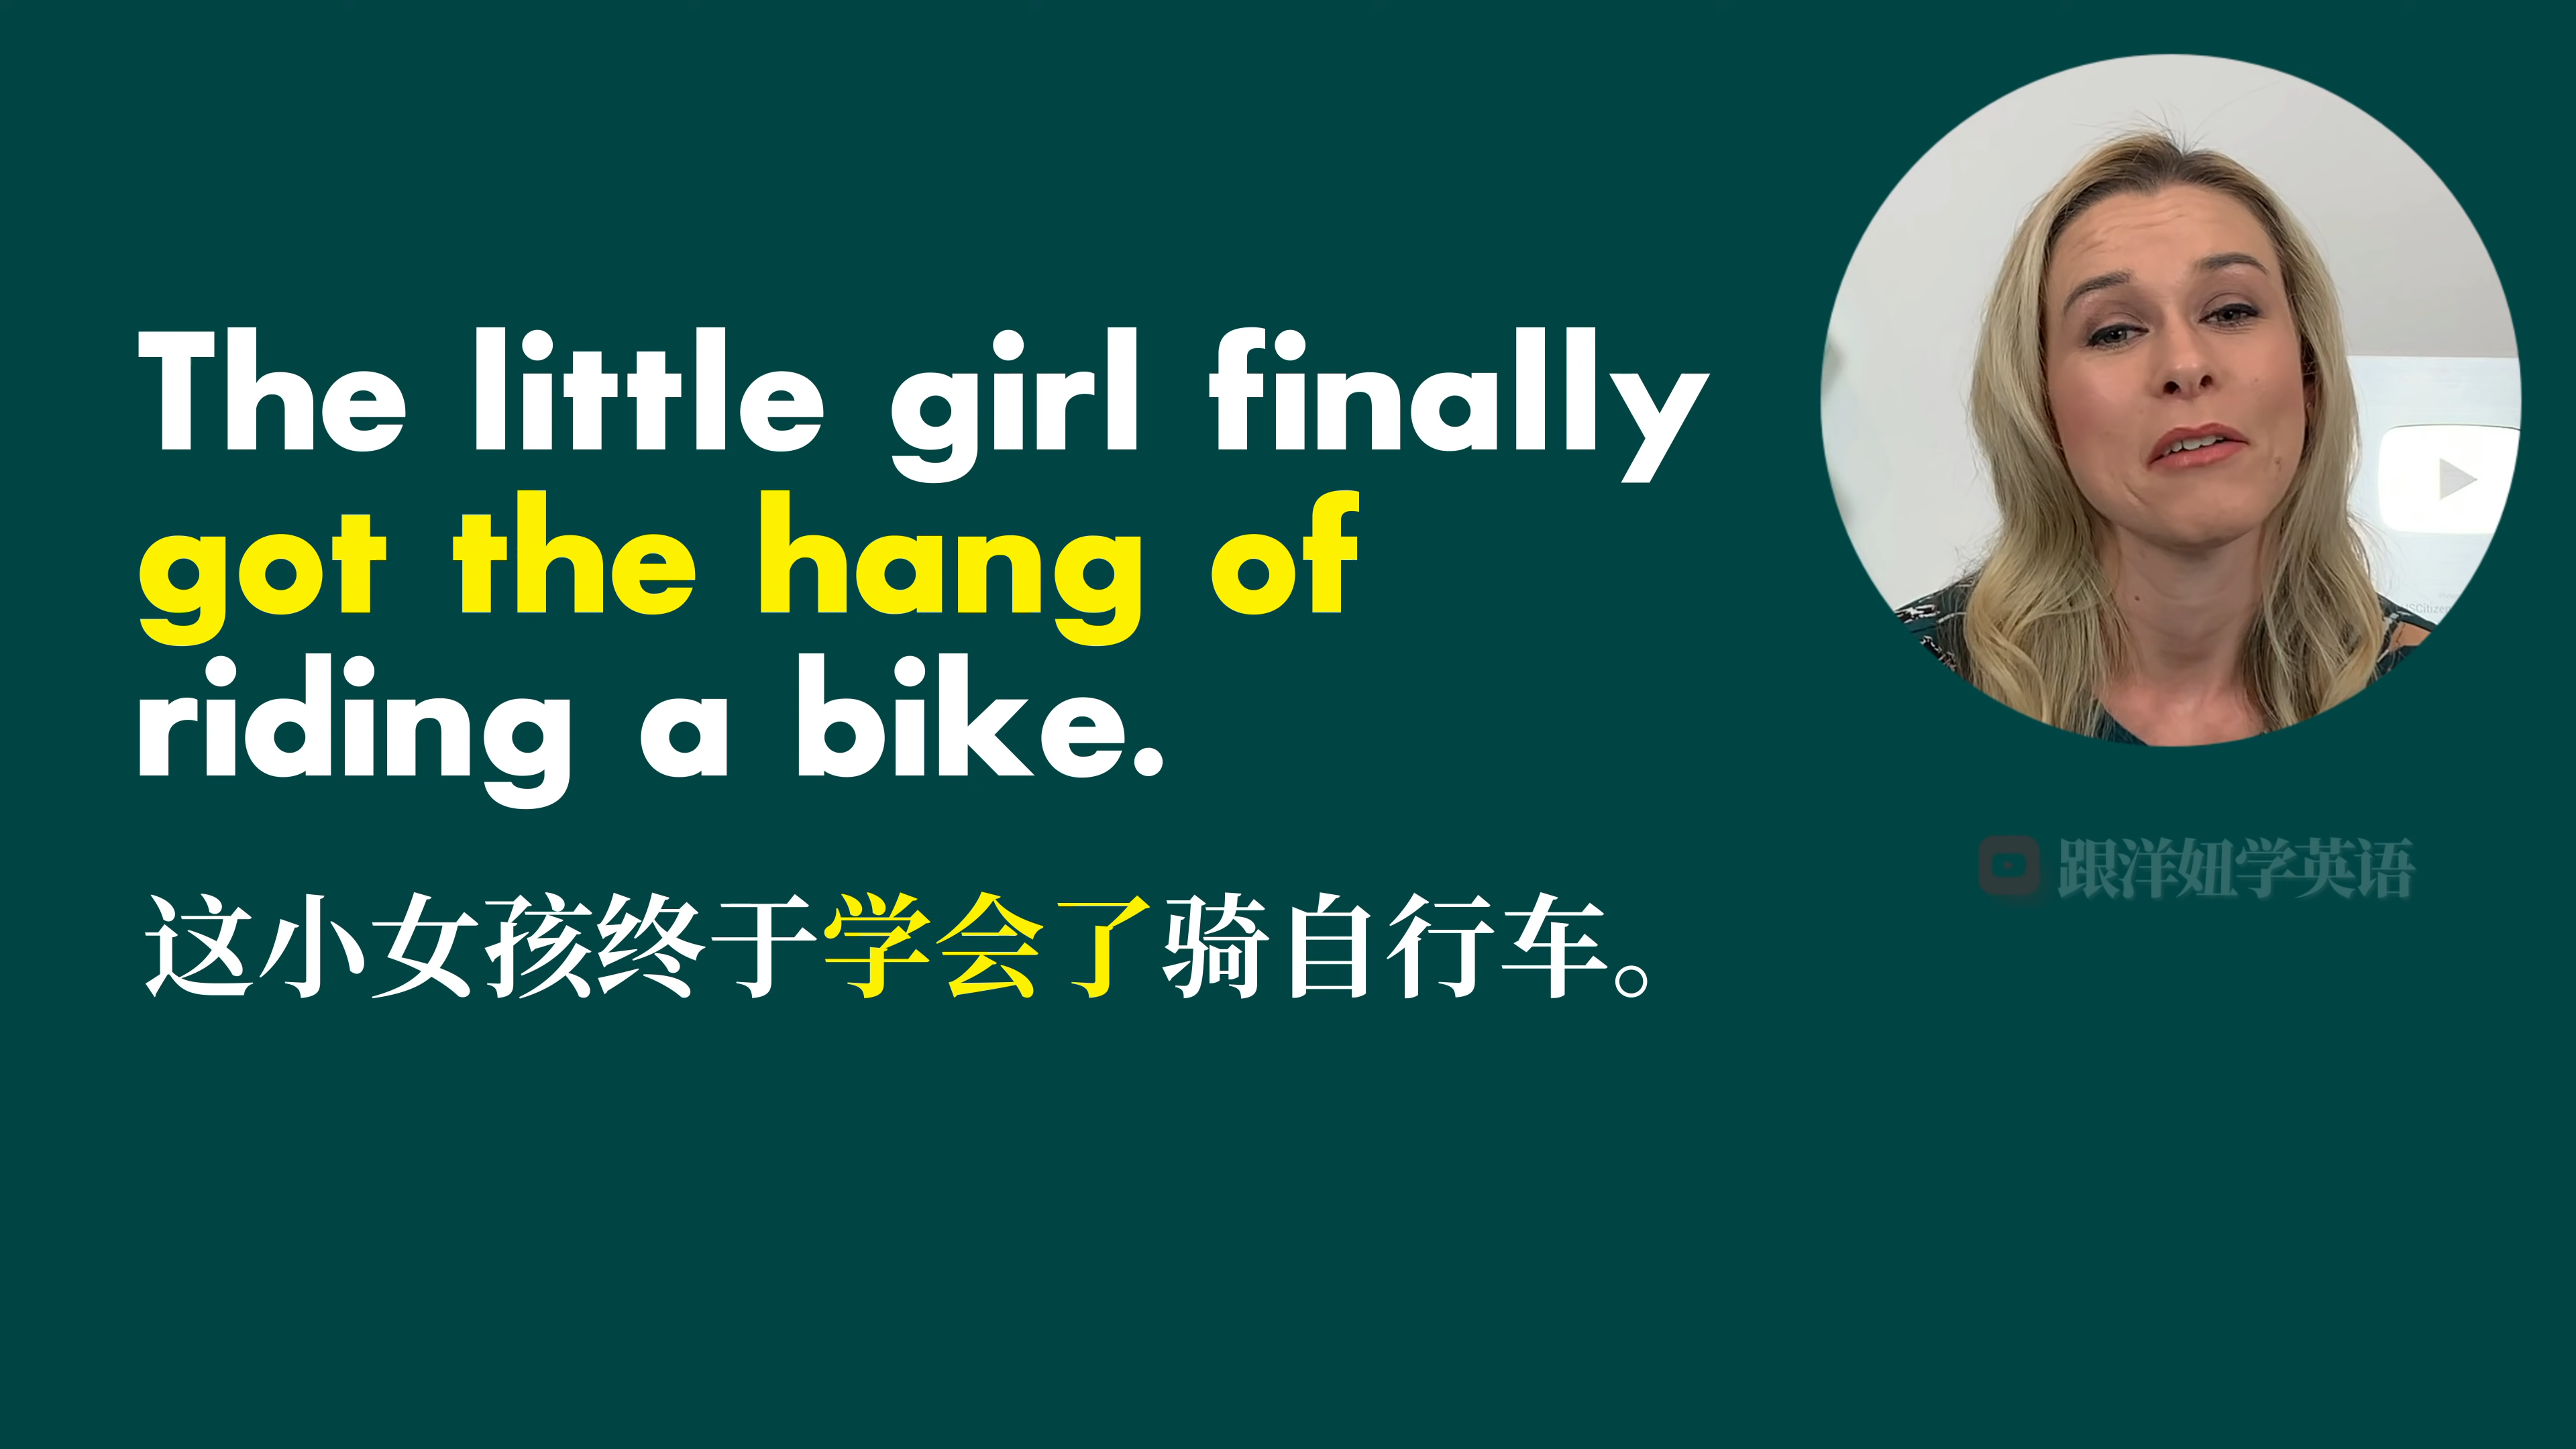 The little girl finally
got the hang of
riding a bike.
这小女孩终于学会了骑自行车。
跟洋妞学英语